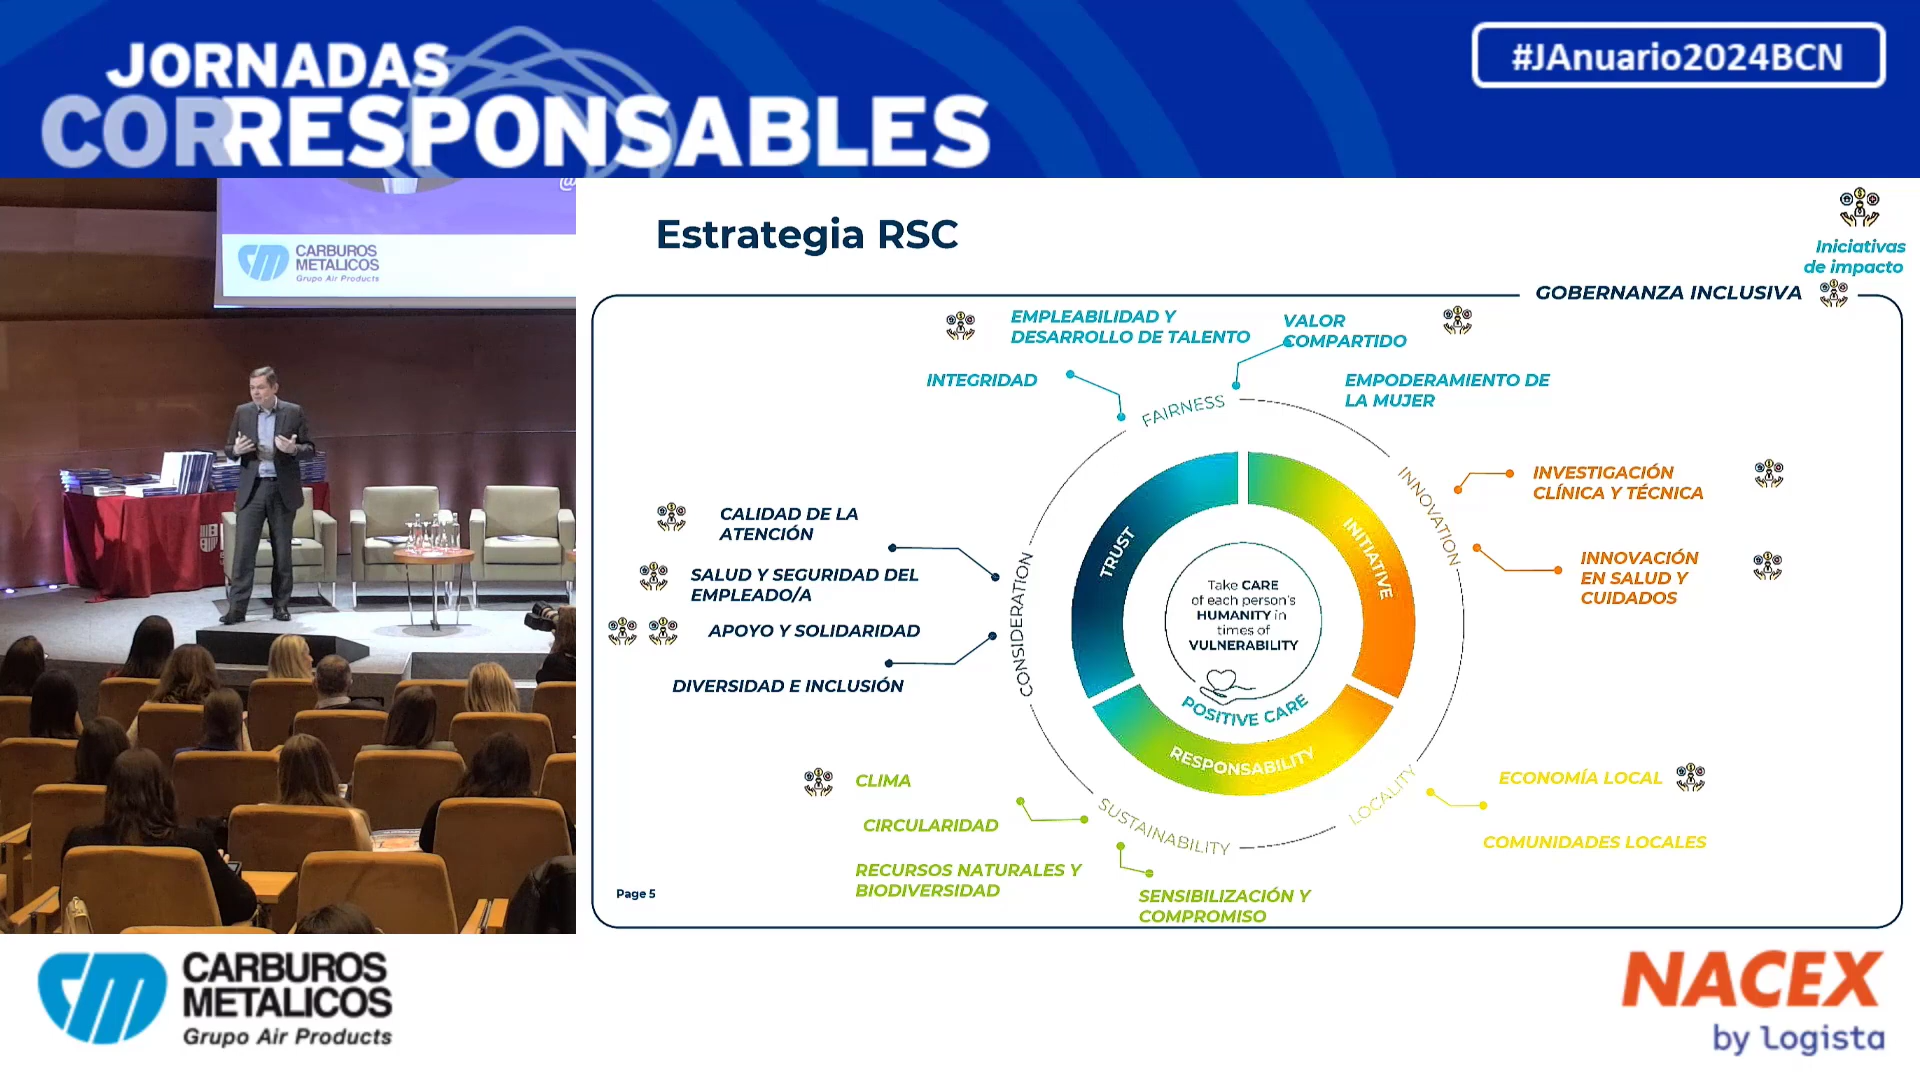 JORNADAS
CORRESPONSABLES
#JAnuario2024BCN
CARBUROS
METALICOS
Grupo Air Products
Estrategia RSC
Iniciativas
de impacto
GOBERNANZA INCLUSIVA
EMPLEABILIDAD Y
DESARROLLO DE TALENTO
VALOR
COMPARTIDO
INTEGRIDAD
EMPODERAMIENTO DE
LA MUJER
FAIRNESS
INNOVATION
INVESTIGACIÓN
CLÍNICA Y TÉCNICA
INNOVACIÓN
EN SALUD Y
CUIDADOS
CALIDAD DE LA
ATENCIÓN
SALUD Y SEGURIDAD DEL
EMPLEADO/A
APOYO Y SOLIDARIDAD
DIVERSIDAD E INCLUSIÓN
CONSIDERATION
TRUST
INITIATIVE
Take CARE
of each person's
HUMANITY in
times of
VULNERABILITY
POSITIVE CARE
RESPONSABILITY
SUSTAINABILITY
LOCALITY
CLIMA
CIRCULARIDAD
RECURSOS NATURALES Y
BIODIVERSIDAD
SENSIBILIZACIÓN Y
COMPROMISO
ECONOMÍA LOCAL
COMUNIDADES LOCALES
Page 5
CARBUROS
METALICOS
Grupo Air Products
NACEX
by Logista